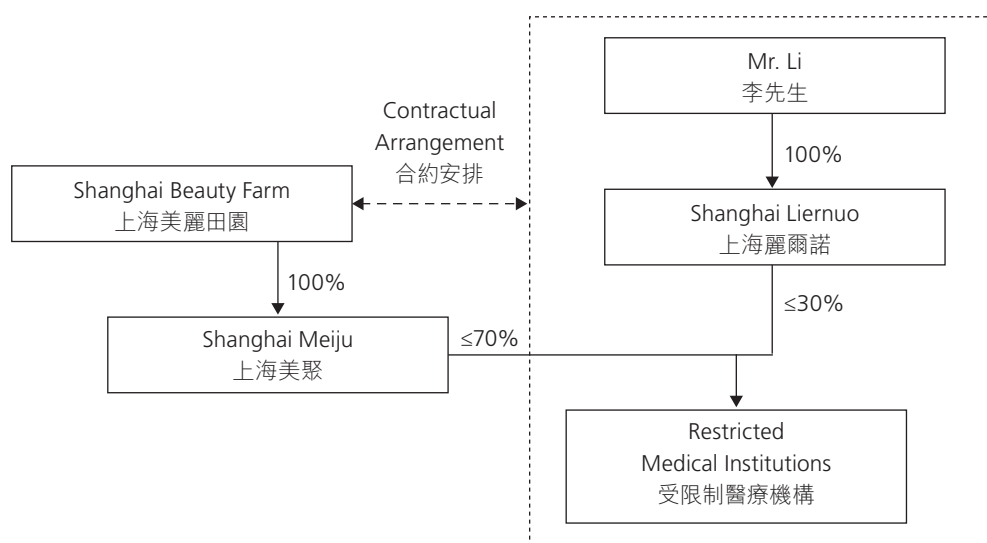 Mr. Li
李先生
Contractual
Arrangement
合約安排
100%
Shanghai Beauty Farm
上海美麗田園
Shanghai Liernuo
上海麗爾諾
100%
≤30%
Shanghai Meiju
上海美聚
≤70%
Restricted
Medical Institutions
受限制醫療機構